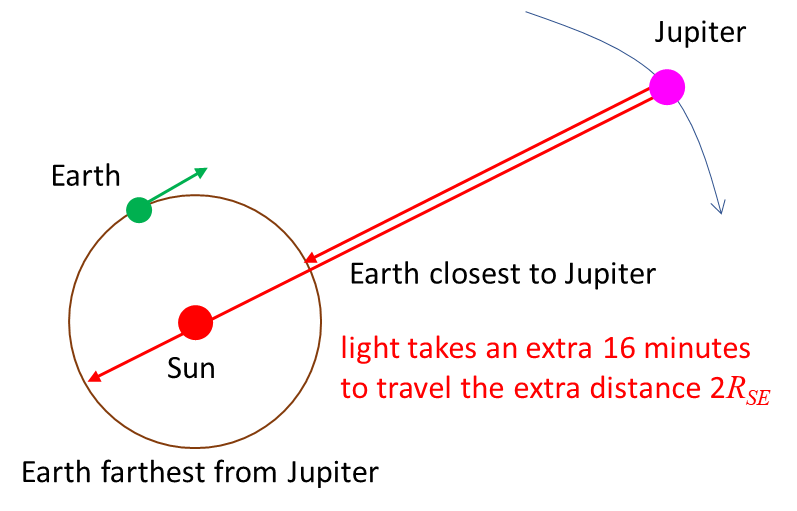 Jupiter
Earth
Earth closest to Jupiter
light takes an extra 16 minutes
to travel the extra distance 2R_SE
Sun
Earth farthest from Jupiter